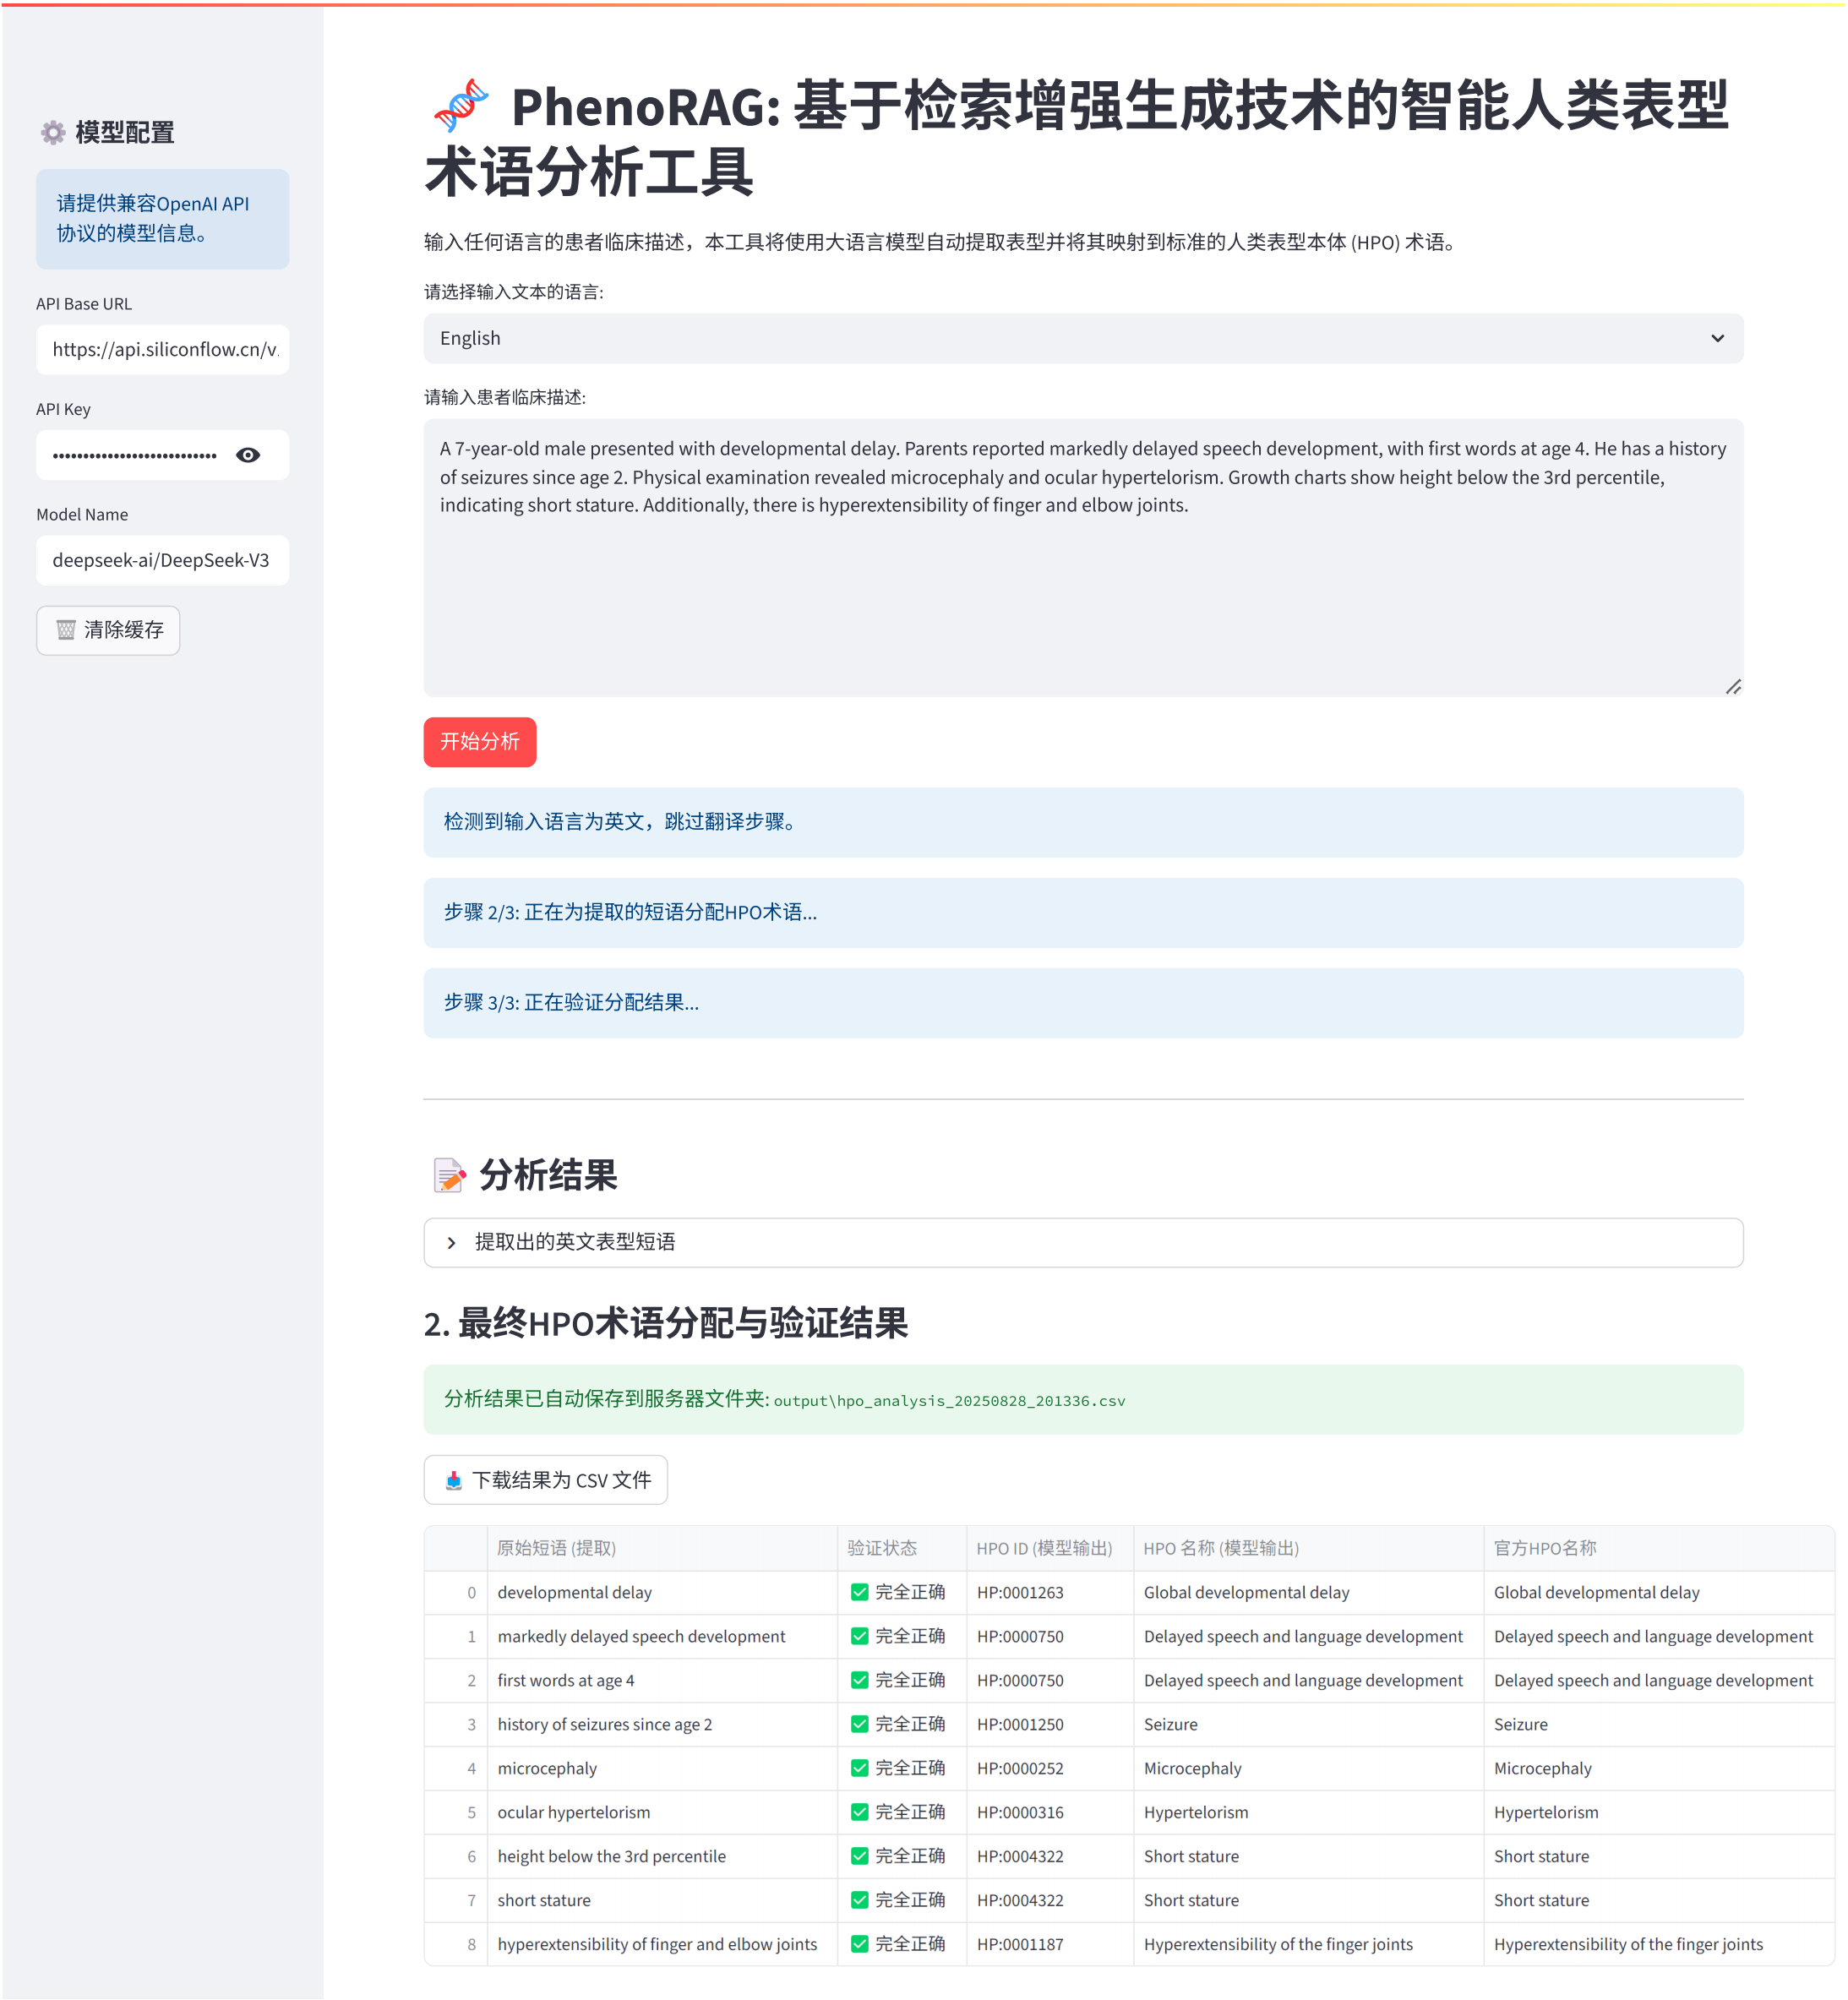 模型配置
请提供兼容OpenAI API
协议的模型信息。
API Base URL
https://api.siliconflow.cn/v
API Key
••••••••••••••••••••••••••••
Model Name
deepseek-ai/DeepSeek-V3
清除缓存
PhenoRAG: 基于检索增强生成技术的智能人类表型
术语分析工具
输入任何语言的患者临床描述，本工具将使用大语言模型自动提取表型并将其映射到标准的人类表型本体 (HPO) 术语。
请选择输入文本的语言:
English
请输入患者临床描述:
A 7-year-old male presented with developmental delay. Parents reported markedly delayed speech development, with first words at age 4. He has a history
of seizures since age 2. Physical examination revealed microcephaly and ocular hypertelorism. Growth charts show height below the 3rd percentile,
indicating short stature. Additionally, there is hyperextensibility of finger and elbow joints.
开始分析
检测到输入语言为英文，跳过翻译步骤。
步骤 2/3: 正在为提取的短语分配HPO术语...
步骤 3/3: 正在验证分配结果...
分析结果
提取出的英文表型短语
2. 最终HPO术语分配与验证结果
分析结果已自动保存到服务器文件夹: output\hpo_analysis_20250828_201336.csv
下载结果为 CSV 文件
原始短语 (提取) 验证状态 HPO ID (模型输出) HPO 名称 (模型输出) 官方HPO名称
0 developmental delay ✅ 完全正确 HP:0001263 Global developmental delay Global developmental delay
1 markedly delayed speech development ✅ 完全正确 HP:0000750 Delayed speech and language development Delayed speech and language development
2 first words at age 4 ✅ 完全正确 HP:0000750 Delayed speech and language development Delayed speech and language development
3 history of seizures since age 2 ✅ 完全正确 HP:0001250 Seizure Seizure
4 microcephaly ✅ 完全正确 HP:0000252 Microcephaly Microcephaly
5 ocular hypertelorism ✅ 完全正确 HP:0000316 Hypertelorism Hypertelorism
6 height below the 3rd percentile ✅ 完全正确 HP:0004322 Short stature Short stature
7 short stature ✅ 完全正确 HP:0004322 Short stature Short stature
8 hyperextensibility of finger and elbow joints ✅ 完全正确 HP:0001187 Hyperextensibility of the finger joints Hyperextensibility of the finger joints